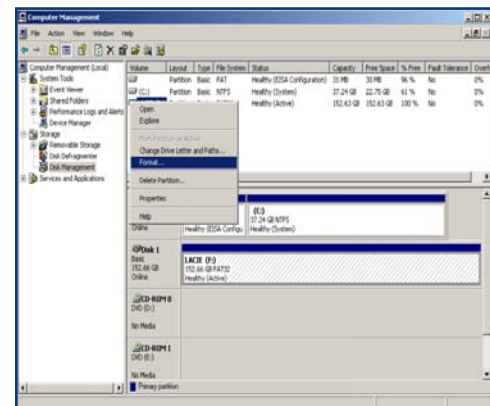 Computer Management
File Action View Window Help
Computer Management (Local)
System Tools
Event Viewer
Shared Folders
Performance Logs and Alerts
Device Manager
Storage
Removable Storage
Disk Defragmenter
Disk Management
Services and Applications
Volume Layout Type File System Status Capacity Free Space % Free Fault Tolerance Overh
Partition Basic FAT Healthy (EISA Configuration) 31 MB 30 MB 96 % No 0%
(C:) Partition Basic NTFS Healthy (System) 37.24 GB 22.75 GB 61 % No 0%
Healthy (Active) 152.63 GB 152.63 GB 100 % No 0%
Open
Explore
Mark Partition as Active
Change Drive Letter and Paths...
Format...
Delete Partition...
Properties
Help
Online
Healthy (EISA Configu
(C:)
37.24 GB NTFS
Healthy (System)
Disk 1
Basic
152.66 GB
Online
LACIE (P:)
152.66 GB FAT32
Healthy (Active)
CD-ROM 0
DVD (D:)
No Media
CD-ROM 1
DVD (E:)
No Media
Primary partition